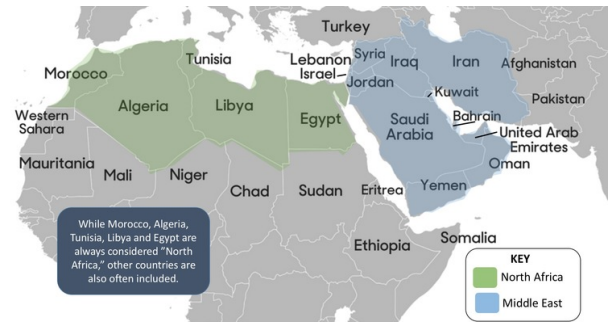 Turkey
Tunisia
Lebanon
Syria
Morocco
Israel
Iraq
Iran
Afghanistan
Jordan
Algeria
Libya
Egypt
Kuwait
Pakistan
Western
Sahara
Saudi
Arabia
Bahrain
United Arab
Emirates
Mauritania
Mali
Niger
Oman
Chad
Sudan
Eritrea
Yemen
Ethiopia
Somalia
While Morocco, Algeria,
Tunisia, Libya and Egypt are
always considered “North
Africa,” other countries are
also often included.
KEY
North Africa
Middle East